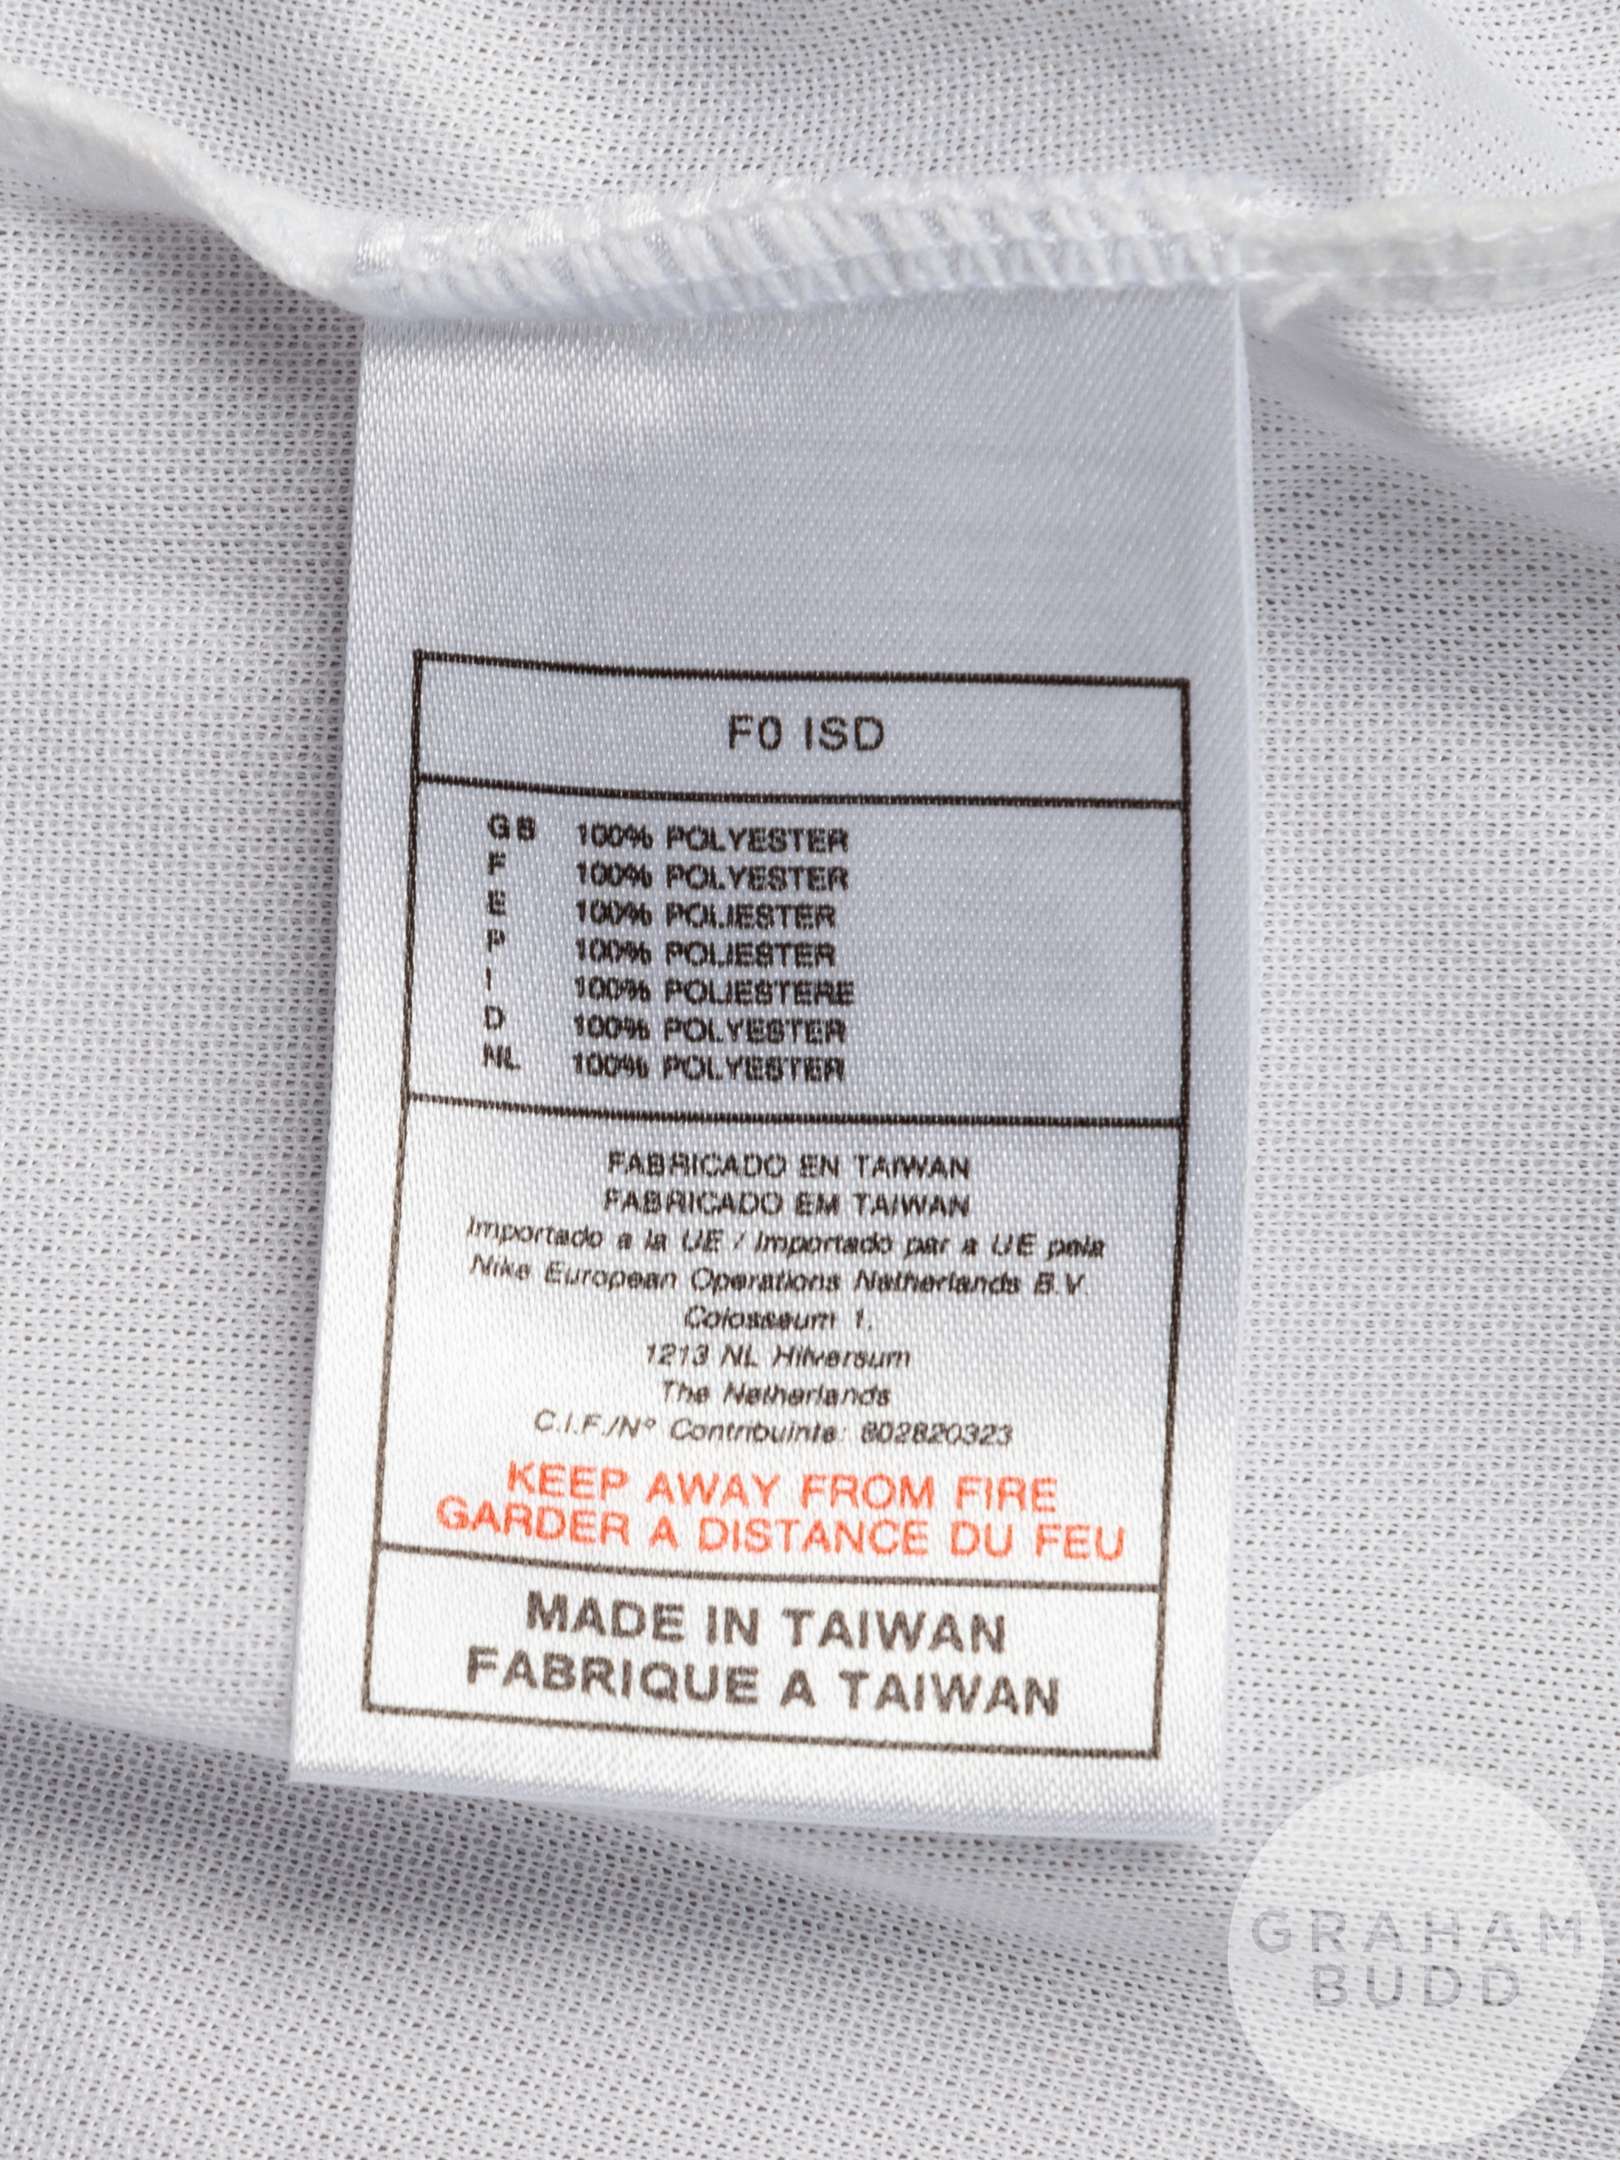 F0 ISD
GB 100% POLYESTER
F 100% POLYESTER
E 100% POLIESTER
P 100% POLIESTER
I 100% POLIESTERE
D 100% POLYESTER
NL 100% POLYESTER
FABRICADO EN TAIWAN
FABRICADO EM TAIWAN
Importado a la UE / Importado par a UE pela
Nike European Operations Netherlands B.V.
Colosseum 1,
1213 NL Hilversum
The Netherlands
C.I.F./Nº Contribuinte: 802820323
KEEP AWAY FROM FIRE
GARDER A DISTANCE DU FEU
MADE IN TAIWAN
FABRIQUE A TAIWAN
GRAHAM
BUDD